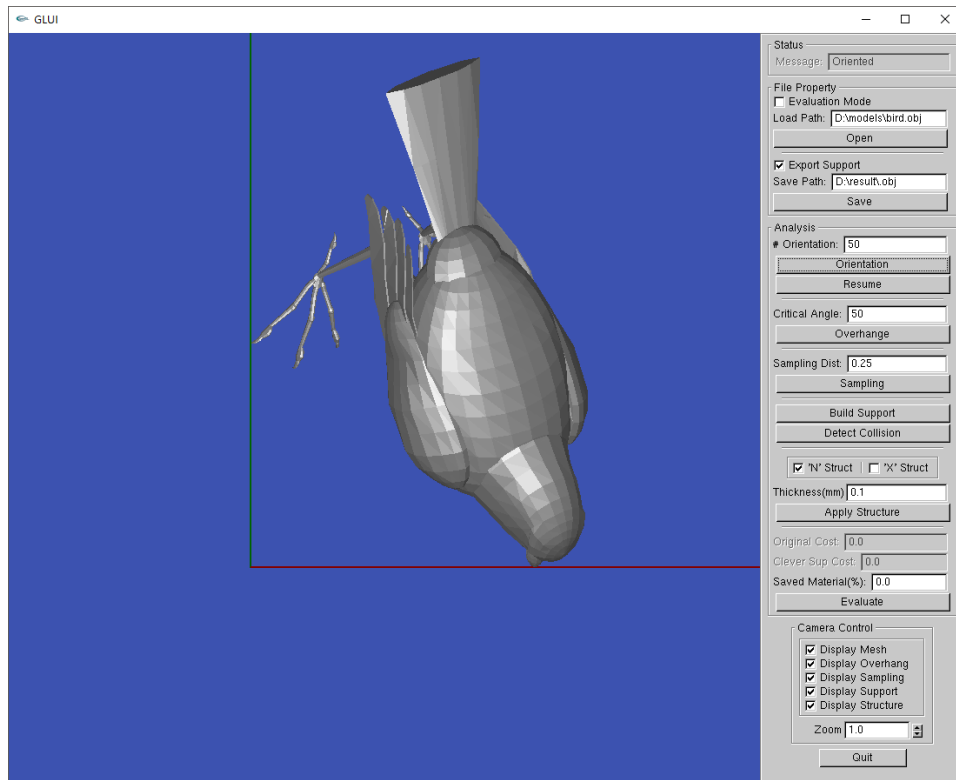 GLUI
Status
Message: Oriented
File Property
Evaluation Mode
Load Path: D:\models\bird.obj
Open
Export Support
Save Path: D:\result\.obj
Save
Analysis
# Orientation: 50
Orientation
Resume
Critical Angle: 50
Overhange
Sampling Dist: 0.25
Sampling
Build Support
Detect Collision
'N' Struct 'X' Struct
Thickness(mm) 0.1
Apply Structure
Original Cost: 0.0
Clever Sup Cost: 0.0
Saved Material(%): 0.0
Evaluate
Camera Control
Display Mesh
Display Overhang
Display Sampling
Display Support
Display Structure
Zoom 1.0
Quit